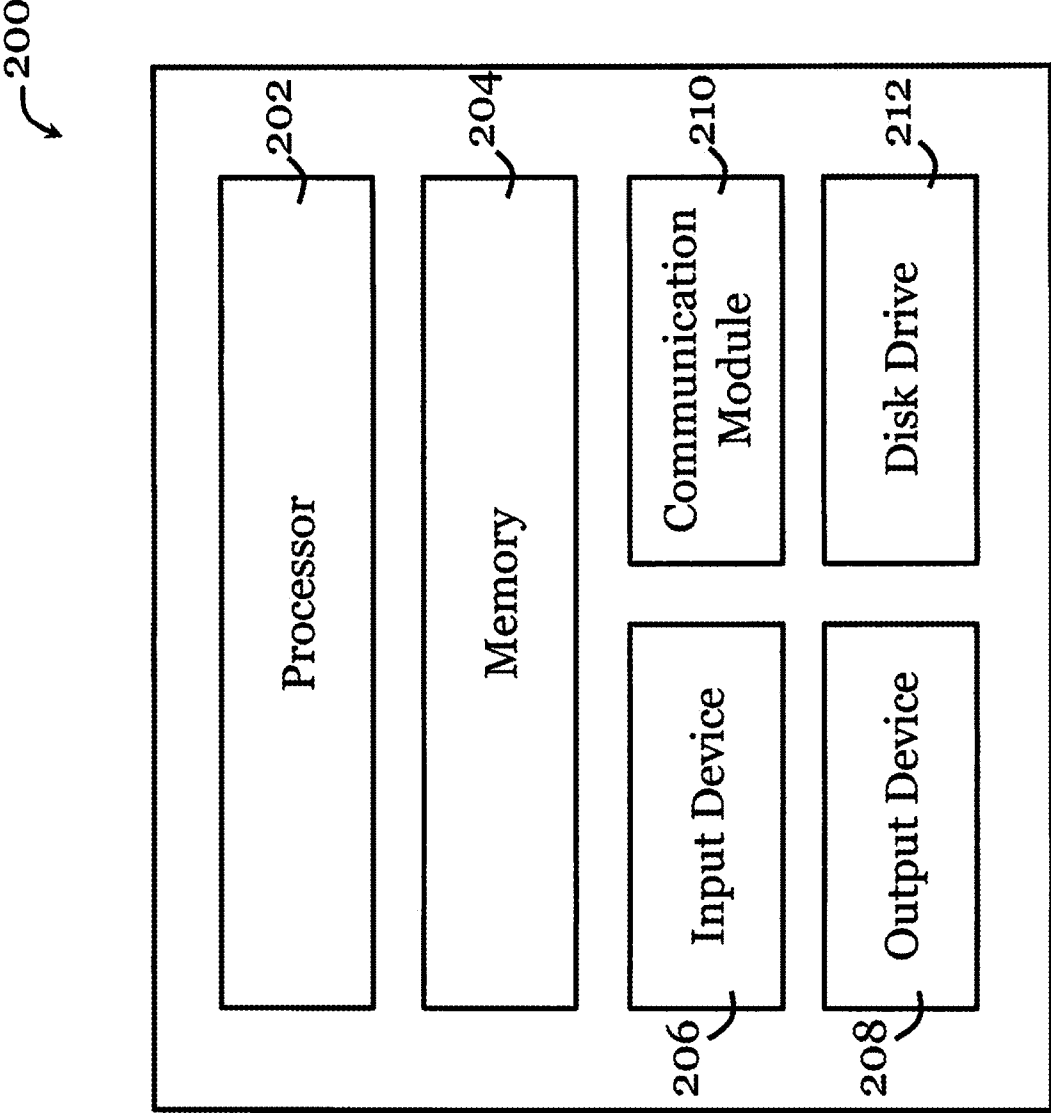 200
Processor
202
Memory
204
Input Device
206
Communication
Module
210
Output Device
208
Disk Drive
212